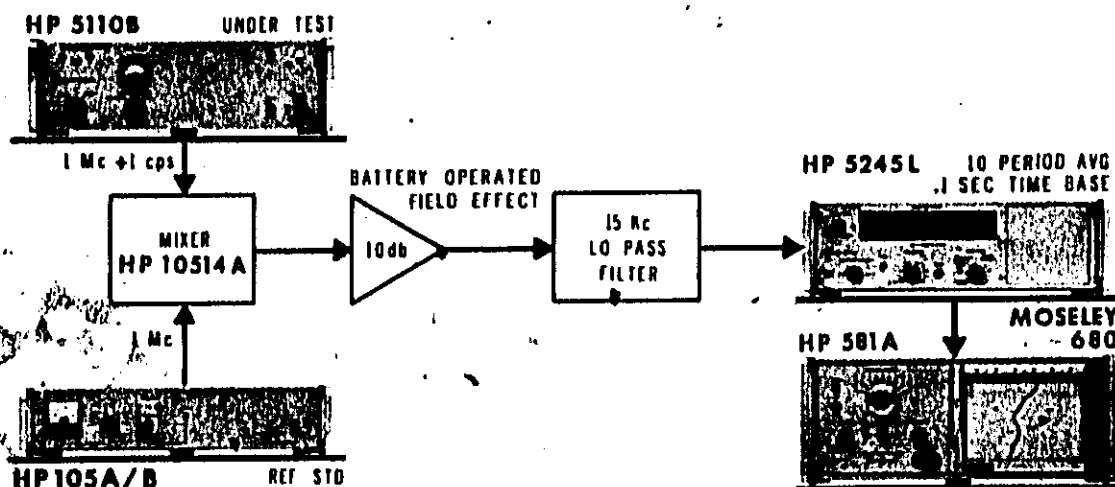 HP 5110B UNDER TEST
1 Mc +1 cps
MIXER
HP 10514A
1 Mc
HP 105A/B REF STD
BATTERY OPERATED
FIELD EFFECT
10db
15 Kc
LO PASS
FILTER
HP 5245L 10 PERIOD AVG
.1 SEC TIME BASE
HP 581A
MOSELEY
680